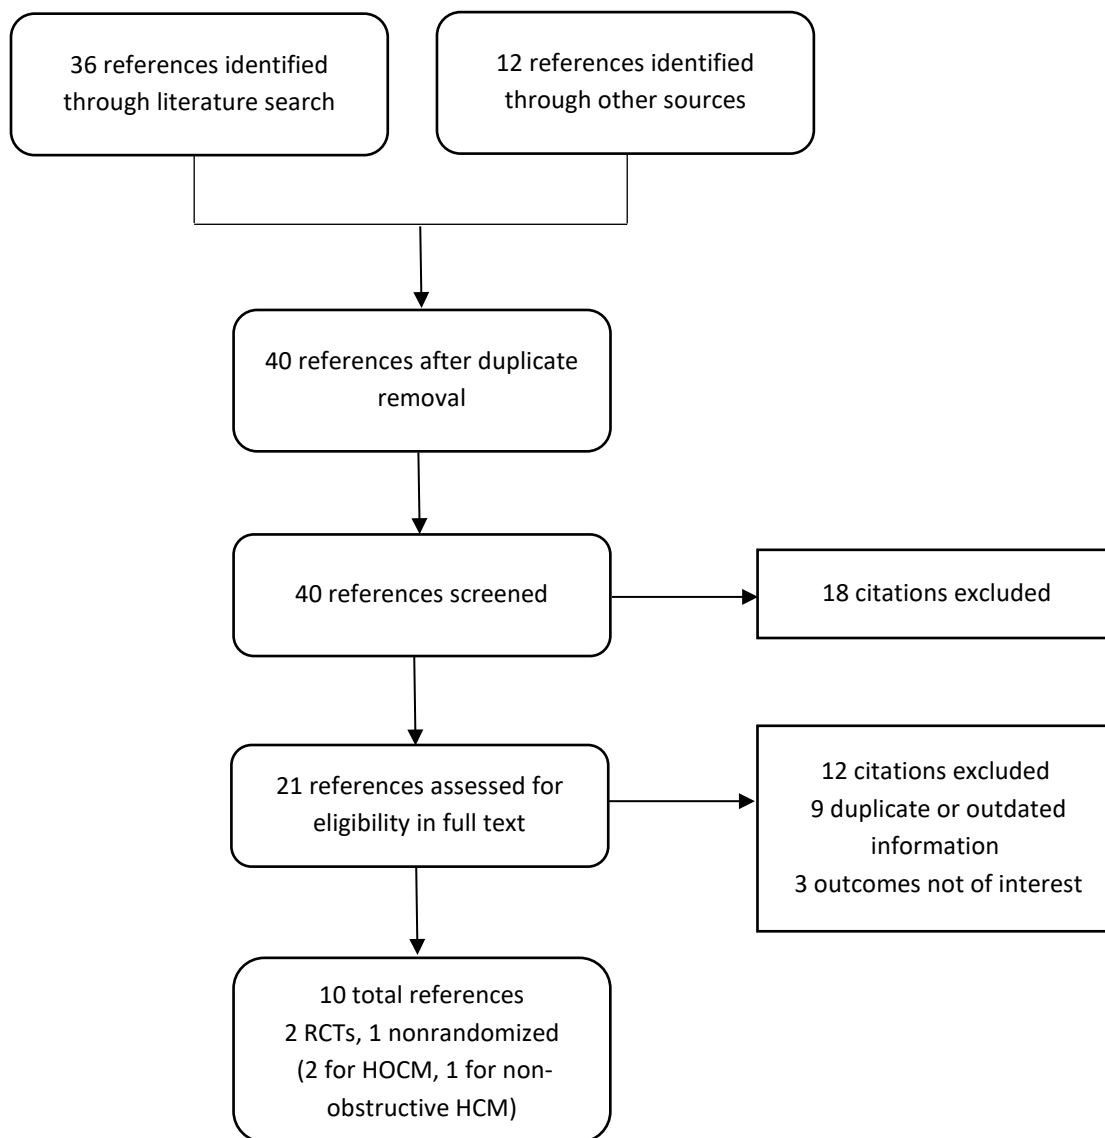 36 references identified
through literature search
12 references identified
through other sources
40 references after duplicate
removal
40 references screened
18 citations excluded
21 references assessed for
eligibility in full text
12 citations excluded
9 duplicate or outdated
information
3 outcomes not of interest
10 total references
2 RCTs, 1 nonrandomized
(2 for HOCM, 1 for non-
obstructive HCM)